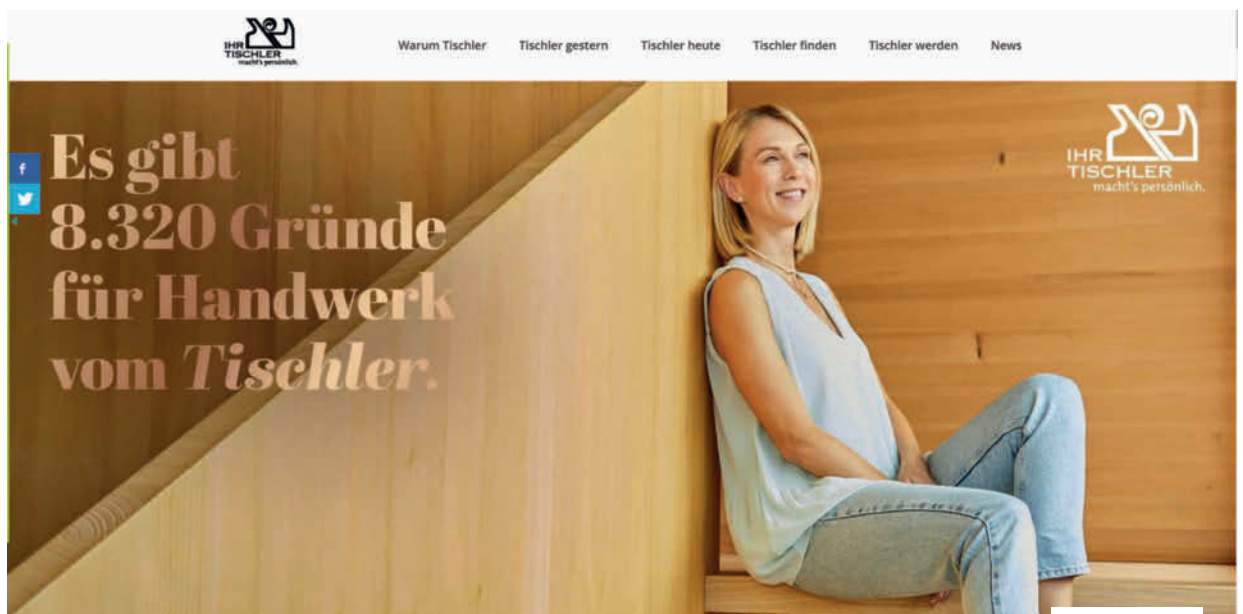 IHR
TISCHLER
macht's persönlich.
Warum Tischler
Tischler gestern
Tischler heute
Tischler finden
Tischler werden
News
Es gibt
8.320 Gründe
für Handwerk
vom Tischler.
IHR
TISCHLER
macht's persönlich.
f